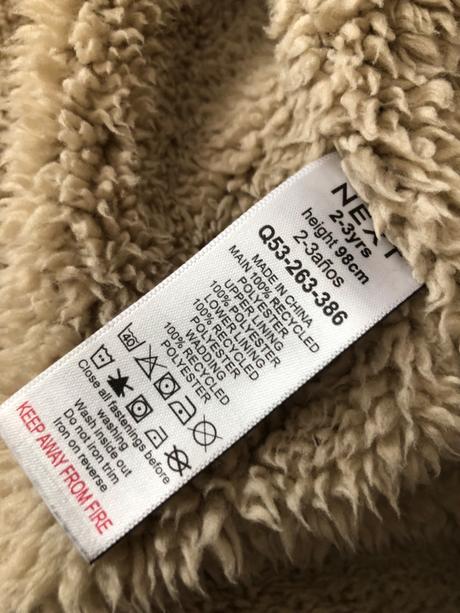 NEXT
2-3yrs
height 98cm
2-3años
Q53-263-386
MADE IN CHINA
MAIN 100% RECYCLED
POLYESTER
UPPER LINING
100% RECYCLED
POLYESTER
LOWER LINING
100% RECYCLED
POLYESTER
WADDING
100% RECYCLED
POLYESTER
40
Close all fastenings before
washing
Wash inside out
Do not iron trim
Iron on reverse
KEEP AWAY FROM FIRE